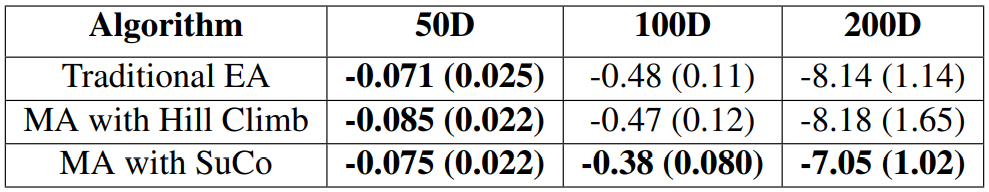 Algorithm 50D 100D 200D
Traditional EA -0.071 (0.025) -0.48 (0.11) -8.14 (1.14)
MA with Hill Climb -0.085 (0.022) -0.47 (0.12) -8.18 (1.65)
MA with SuCo -0.075 (0.022) -0.38 (0.080) -7.05 (1.02)